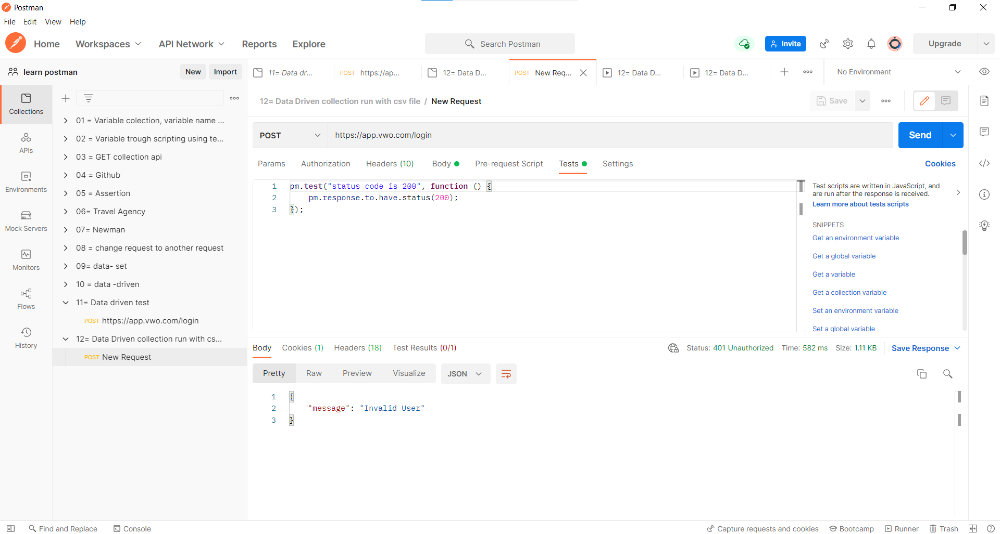 Postman
File Edit View Help
Home Workspaces API Network Reports Explore Search Postman Invite Upgrade
learn postman New Import 11= Data dr... POST https://ap... 12= Data D... POST New Req... 12= Data D... 12= Data D... No Environment
12= Data Driven collection run with csv file / New Request Save
Collections
APIs
Environments
Mock Servers
Monitors
Flows
History
01 = Variable colection, variable name ...
02 = Variable trough scripting using te...
03 = GET collection api
04 = Github
05 = Assertion
06= Travel Agency
07= Newman
08 = change request to another request
09= data- set
10 = data -driven
11= Data driven test
POST https://app.vwo.com/login
12= Data Driven collection run with cs...
POST New Request
POST https://app.vwo.com/login Send
Params Authorization Headers (10) Body Pre-request Script Tests Settings Cookies
1 pm.test("status code is 200", function () {
2 pm.response.to.have.status(200);
3 });
Test scripts are written in JavaScript, and
are run after the response is received.
Learn more about tests scripts
SNIPPETS
Get an environment variable
Get a global variable
Get a variable
Get a collection variable
Set an environment variable
Set a global variable
Body Cookies (1) Headers (18) Test Results (0/1) Status: 401 Unauthorized Time: 582 ms Size: 1.11 KB Save Response
Pretty Raw Preview Visualize JSON
1 {
2 "message": "Invalid User"
3 }
Find and Replace Console Capture requests and cookies Bootcamp Runner Trash